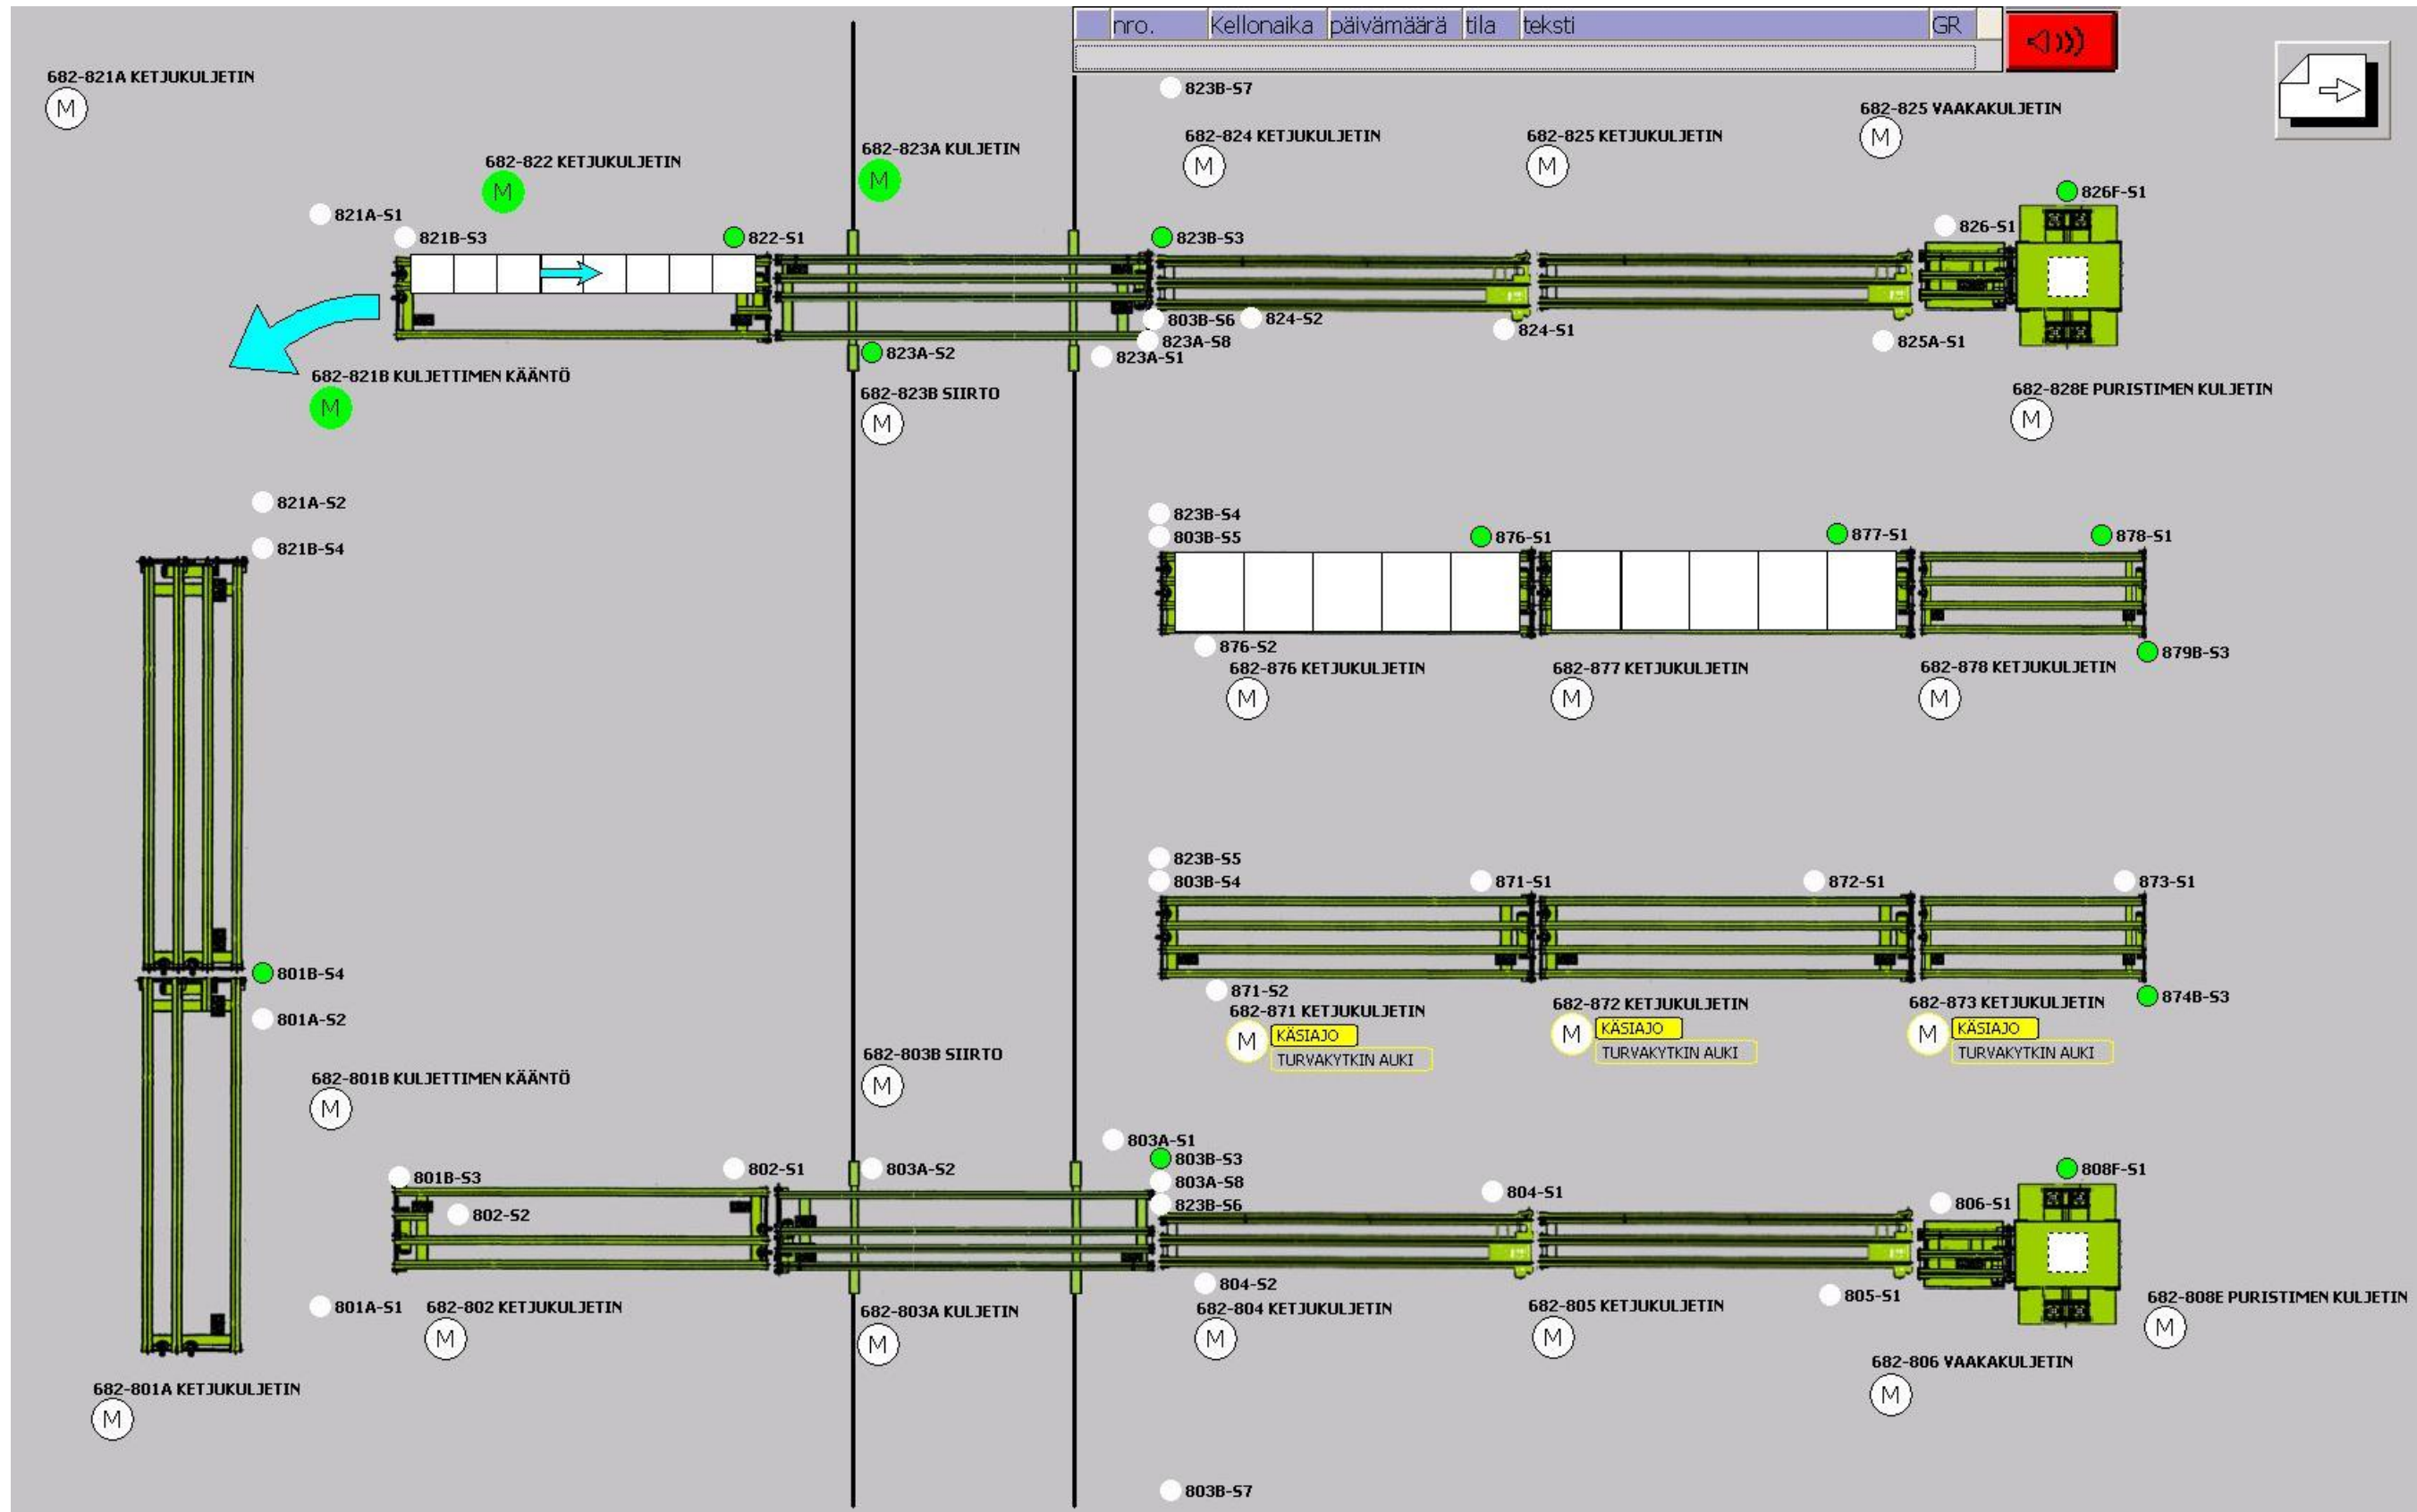 nro. Kellonaika päivämäärä tila teksti GR
682-821A KETJUKULJETIN
M
823B-S7
682-825 VAAKAKULJETIN
M
682-824 KETJUKULJETIN
M
682-825 KETJUKULJETIN
M
682-823A KULJETIN
M
682-822 KETJUKULJETIN
M
826F-S1
821A-S1
826-S1
821B-S3
822-S1
823B-S3
803B-S6
824-S2
824-S1
823A-S8
825A-S1
823A-S2
823A-S1
682-821B KULJETTIMEN KÄÄNTÖ
M
682-823B SIIRTO
M
682-828E PURISTIMEN KULJETIN
M
821A-S2
823B-S4
803B-S5
876-S1
877-S1
878-S1
821B-S4
876-S2
879B-S3
682-876 KETJUKULJETIN
M
682-877 KETJUKULJETIN
M
682-878 KETJUKULJETIN
M
823B-S5
803B-S4
871-S1
872-S1
873-S1
801B-S4
871-S2
874B-S3
801A-S2
682-871 KETJUKULJETIN
M
KÄSIAJO
TURVAKYTKIN AUKI
682-872 KETJUKULJETIN
M
KÄSIAJO
TURVAKYTKIN AUKI
682-873 KETJUKULJETIN
M
KÄSIAJO
TURVAKYTKIN AUKI
682-803B SIIRTO
M
682-801B KULJETTIMEN KÄÄNTÖ
M
803A-S1
803B-S3
801B-S3
802-S1
803A-S2
803A-S8
808F-S1
802-S2
823B-S6
804-S1
806-S1
804-S2
805-S1
801A-S1
682-802 KETJUKULJETIN
M
682-803A KULJETIN
M
682-804 KETJUKULJETIN
M
682-805 KETJUKULJETIN
M
682-808E PURISTIMEN KULJETIN
M
682-806 VAAKAKULJETIN
M
682-801A KETJUKULJETIN
M
803B-S7